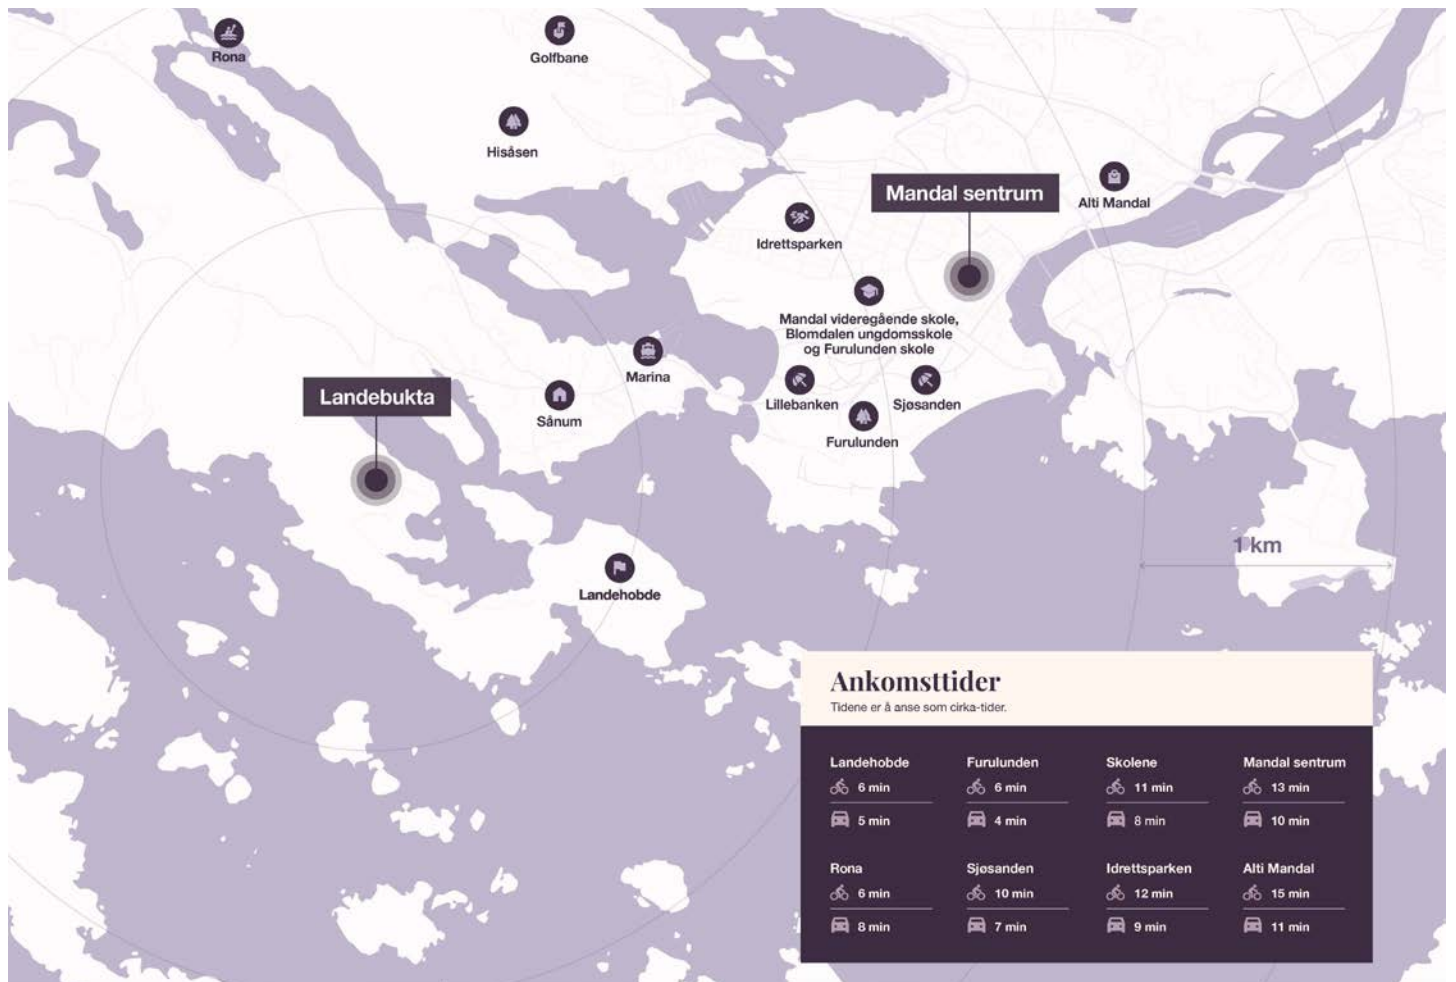 Rona
Golfbane
Hisåsen
Mandal sentrum
Alti Mandal
Idrettsparken
Mandal videregående skole,
Blomdalen ungdomsskole
og Furulunden skole
Marina
Landebukta
Sånum
Lillebanken
Sjøsanden
Furulunden
1 km
Landehobde
Ankomsttider
Tidene er å anse som cirka-tider.
Landehobde
6 min
5 min
Furulunden
6 min
4 min
Skolene
11 min
8 min
Mandal sentrum
13 min
10 min
Rona
6 min
8 min
Sjøsanden
10 min
7 min
Idrettsparken
12 min
9 min
Alti Mandal
15 min
11 min